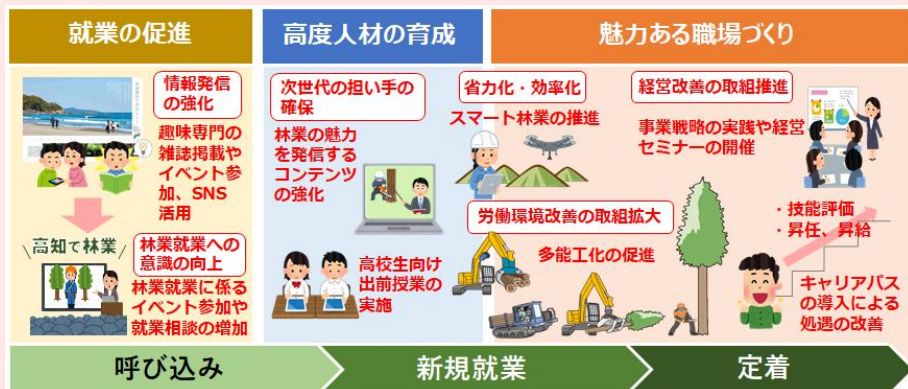 就業の促進
情報発信
の強化
趣味専門の
雑誌掲載や
イベント参
加、SNS
活用
高知で林業
林業就業への
意識の向上
林業就業に係る
イベント参加や
就業相談の増加
高度人材の育成
次世代の担い手の
確保
林業の魅力
を発信する
コンテンツ
の強化
高校生向け
出前授業の
実施
魅力ある職場づくり
省力化・効率化
スマート林業の推進
経営改善の取組推進
事業戦略の実践や経営
セミナーの開催
労働環境改善の取組拡大
多能工化の促進
・技能評価
・昇任、昇給
キャリアパス
の導入による
処遇の改善
呼び込み
新規就業
定着